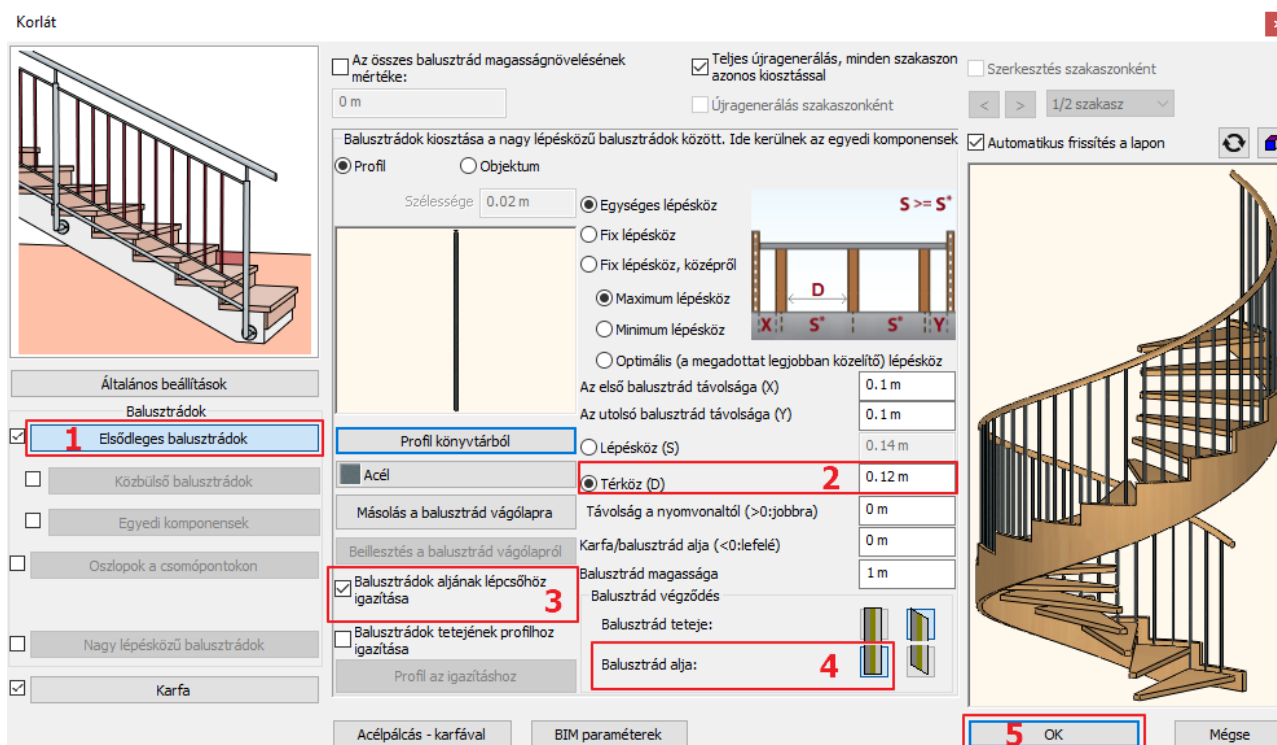 Korlát
Az összes balusztrád magasságnövelésének
mértéke:
0 m
Teljes újragenerálás, minden szakaszon
azonos kiosztással
Újragenerálás szakaszonként
Szerkesztés szakaszonként
< > 1/2 szakasz
Automatikus frissítés a lapon
Balusztrádok kiosztása a nagy lépésközű balusztrádok között. Ide kerülnek az egyedi komponensek
Profil
Objektum
Szélessége 0.02 m
Egységes lépésköz
Fix lépésköz
Fix lépésköz, középről
Maximum lépésköz
Minimum lépésköz
Optimális (a megadottat legjobban közelítő) lépésköz
S >= S*
D
X S* S* Y
Az első balusztrád távolsága (X) 0.1 m
Az utolsó balusztrád távolsága (Y) 0.1 m
Lépésköz (S) 0.14 m
Térköz (D) 2 0.12 m
Távolság a nyomvonaltól (>0:jobbra) 0 m
Karfa/balusztrád alja (<0:lefelé) 0 m
Balusztrád magassága 1 m
Balusztrád végződés
Balusztrád teteje:
Balusztrád alja: 4
Általános beállítások
Balusztrádok
1 Elsődleges balusztrádok
Közbülső balusztrádok
Egyedi komponensek
Oszlopok a csomópontokon
Nagy lépésközű balusztrádok
Karfa
Profil könyvtárból
Acél
Másolás a balusztrád vágólapra
Beillesztés a balusztrád vágólapról
Balusztrádok aljának lépcsőhöz
igazítása 3
Balusztrádok tetejének profilhoz
igazítása
Profil az igazításhoz
Acélpálcás - karfával
BIM paraméterek
5 OK
Mégse